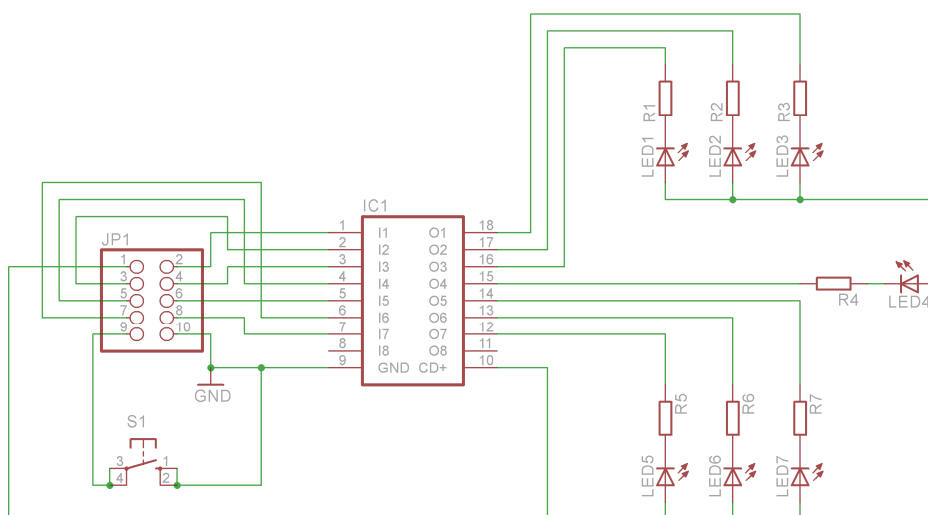 R1
R2
R3
LED1
LED2
LED3
IC1
1 I1 O1 18
2 I2 O2 17
3 I3 O3 16
4 I4 O4 15
5 I5 O5 14
6 I6 O6 13
7 I7 O7 12
8 I8 O8 11
9 GND CD+ 10
JP1
1 2
3 4
5 6
7 8
9 10
GND
R4
LED4
S1
3 1
4 2
R5
R6
R7
LED5
LED6
LED7